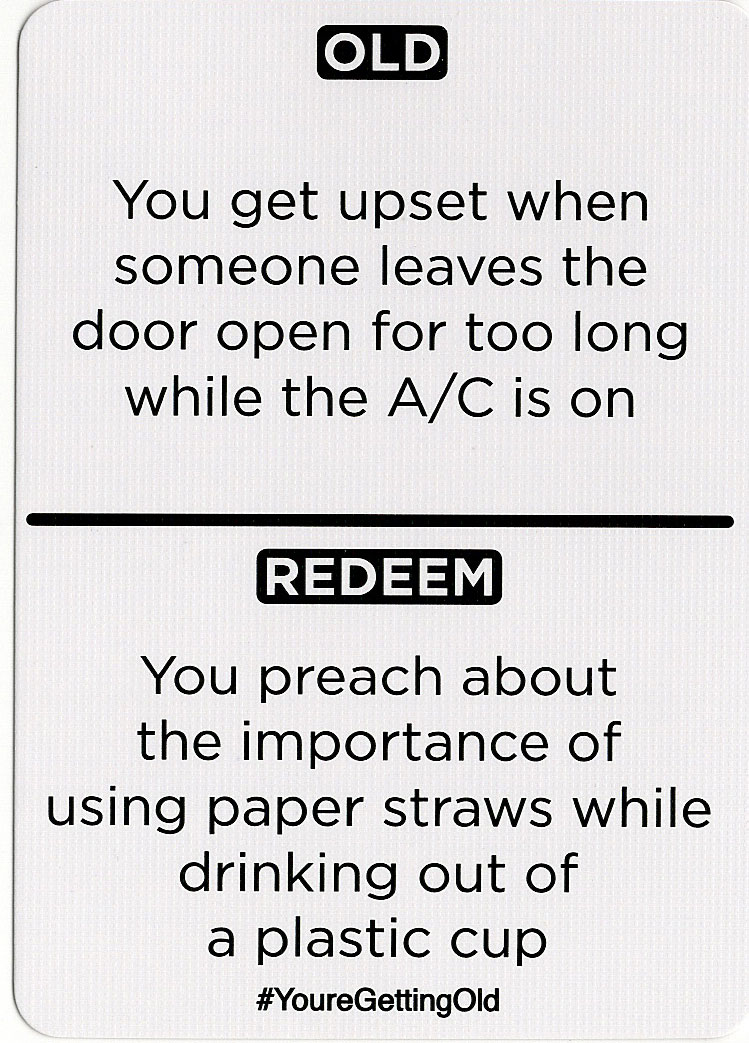 OLD
You get upset when
someone leaves the
door open for too long
while the A/C is on
REDEEM
You preach about
the importance of
using paper straws while
drinking out of
a plastic cup
#YoureGettingOld